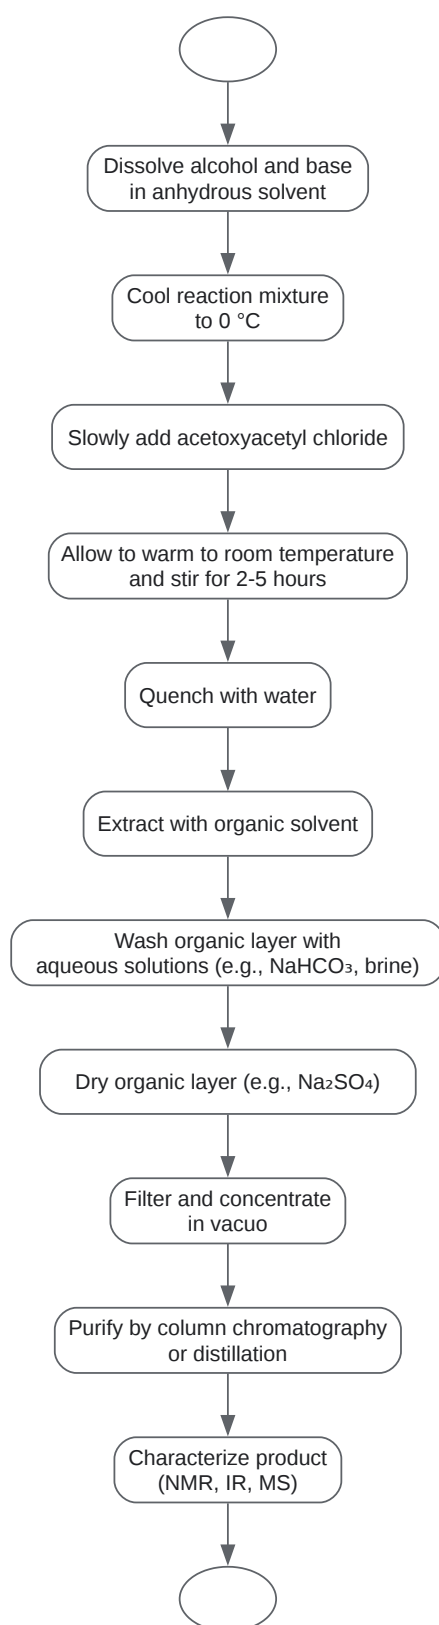 Dissolve alcohol and base
in anhydrous solvent
Cool reaction mixture
to 0 °C
Slowly add acetoxyacetyl chloride
Allow to warm to room temperature
and stir for 2-5 hours
Quench with water
Extract with organic solvent
Wash organic layer with
aqueous solutions (e.g., NaHCO₃, brine)
Dry organic layer (e.g., Na₂SO₄)
Filter and concentrate
in vacuo
Purify by column chromatography
or distillation
Characterize product
(NMR, IR, MS)